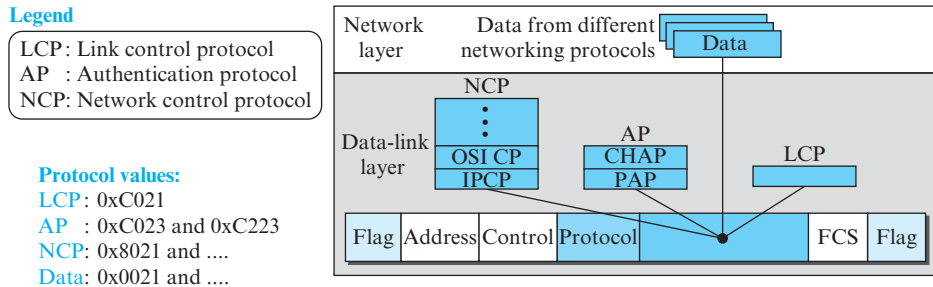 Legend
LCP : Link control protocol
AP : Authentication protocol
NCP: Network control protocol
Protocol values:
LCP : 0xC021
AP : 0xC023 and 0xC223
NCP: 0x8021 and ....
Data: 0x0021 and ....
Network layer
Data from different networking protocols
Data
Data-link layer
NCP
OSI CP
IPCP
AP
CHAP
PAP
LCP
Flag Address Control Protocol FCS Flag